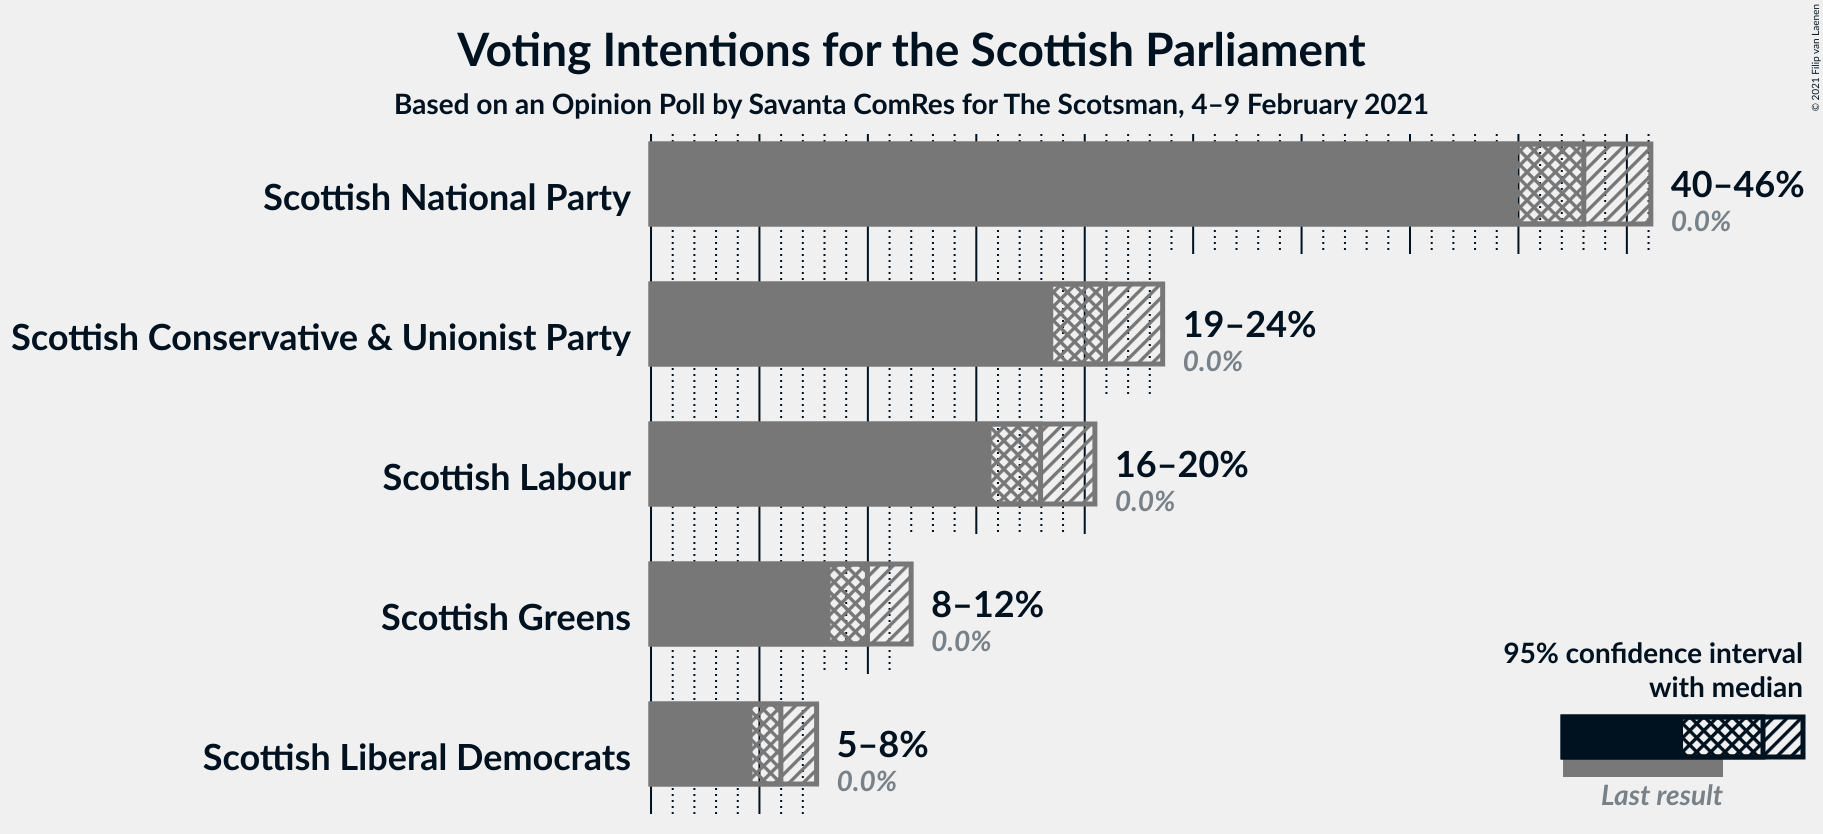 Voting Intentions for the Scottish Parliament
Based on an Opinion Poll by Savanta ComRes for The Scotsman, 4–9 February 2021
© 2021 Filip van Laenen
Scottish National Party
40–46%
0.0%
Scottish Conservative & Unionist Party
19–24%
0.0%
Scottish Labour
16–20%
0.0%
Scottish Greens
8–12%
0.0%
Scottish Liberal Democrats
5–8%
0.0%
95% confidence interval
with median
Last result